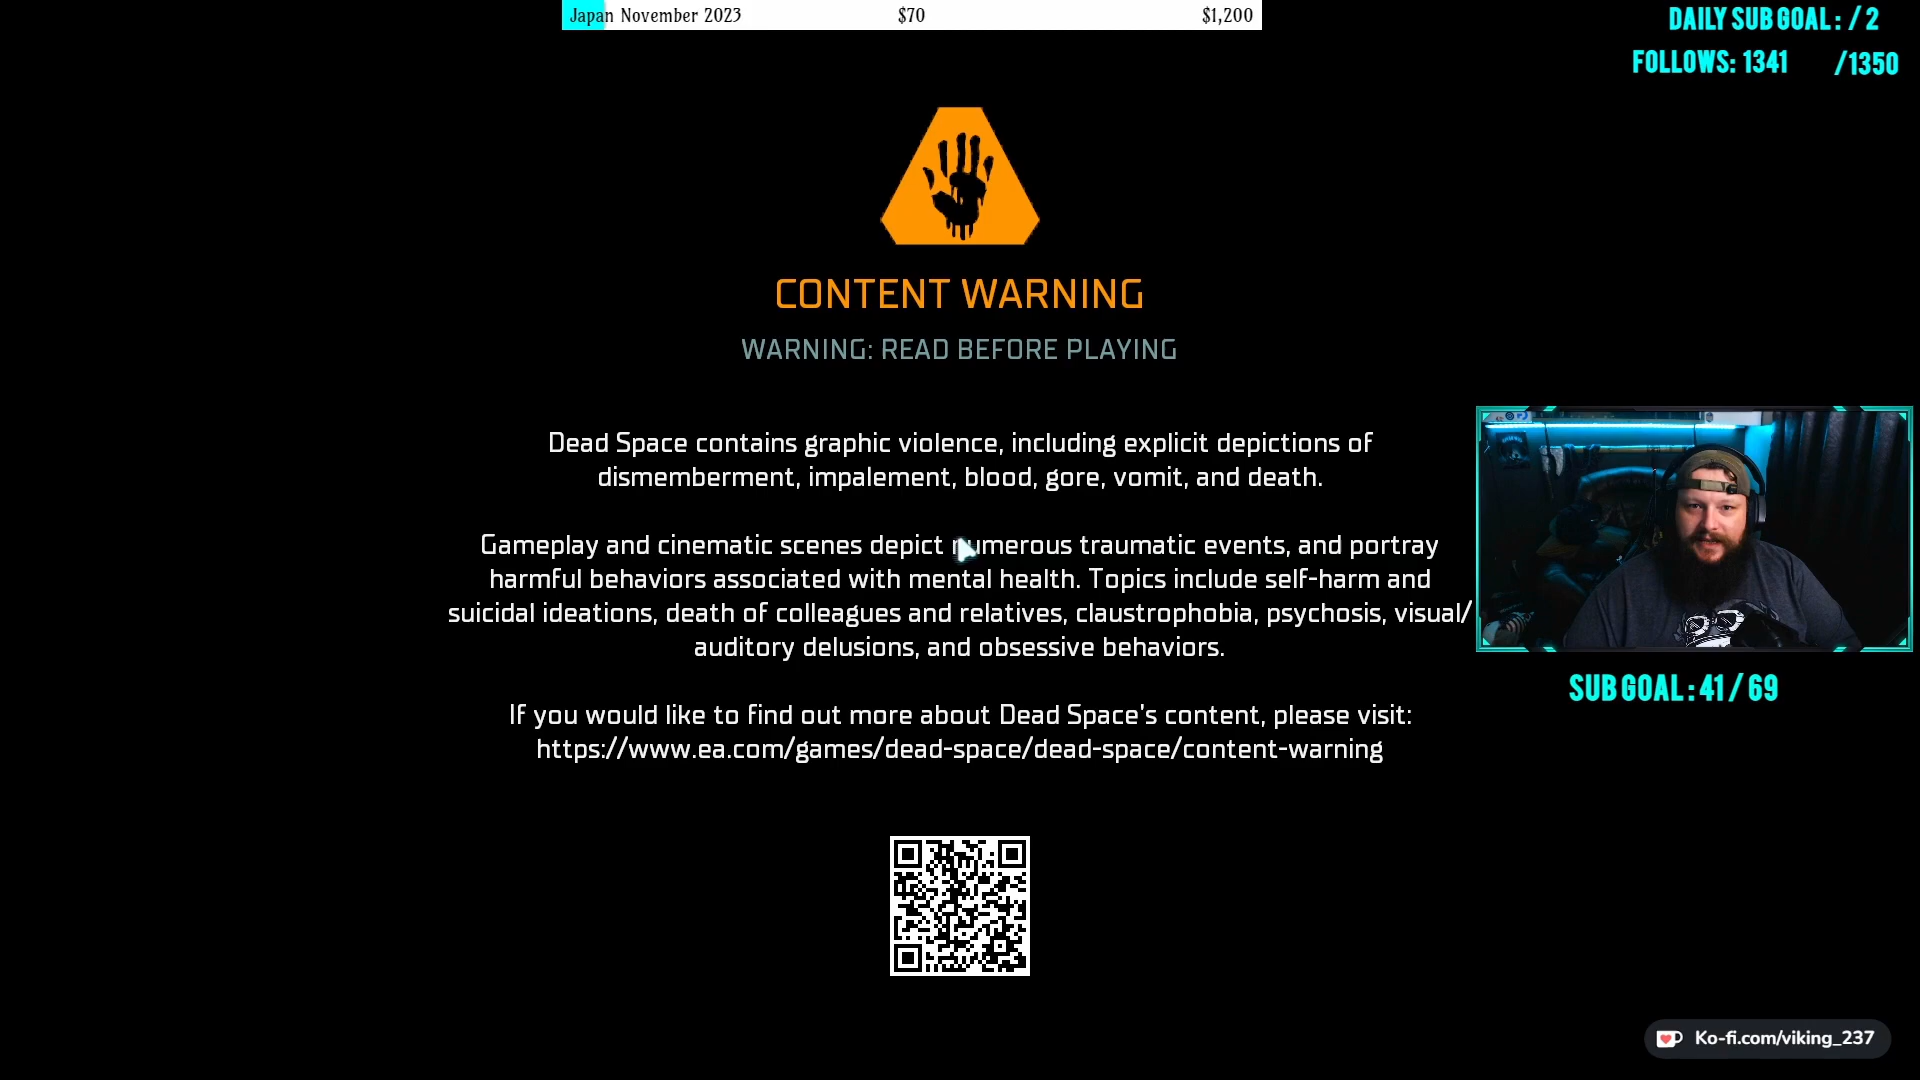 Japan November 2023 $70 $1,200
DAILY SUB GOAL : / 2
FOLLOWS: 1341 /1350
CONTENT WARNING
WARNING: READ BEFORE PLAYING
Dead Space contains graphic violence, including explicit depictions of
dismemberment, impalement, blood, gore, vomit, and death.
Gameplay and cinematic scenes depict numerous traumatic events, and portray
harmful behaviors associated with mental health. Topics include self-harm and
suicidal ideations, death of colleagues and relatives, claustrophobia, psychosis, visual/
auditory delusions, and obsessive behaviors.
If you would like to find out more about Dead Space's content, please visit:
https://www.ea.com/games/dead-space/dead-space/content-warning
SUB GOAL : 41 / 69
Ko-fi.com/viking_237